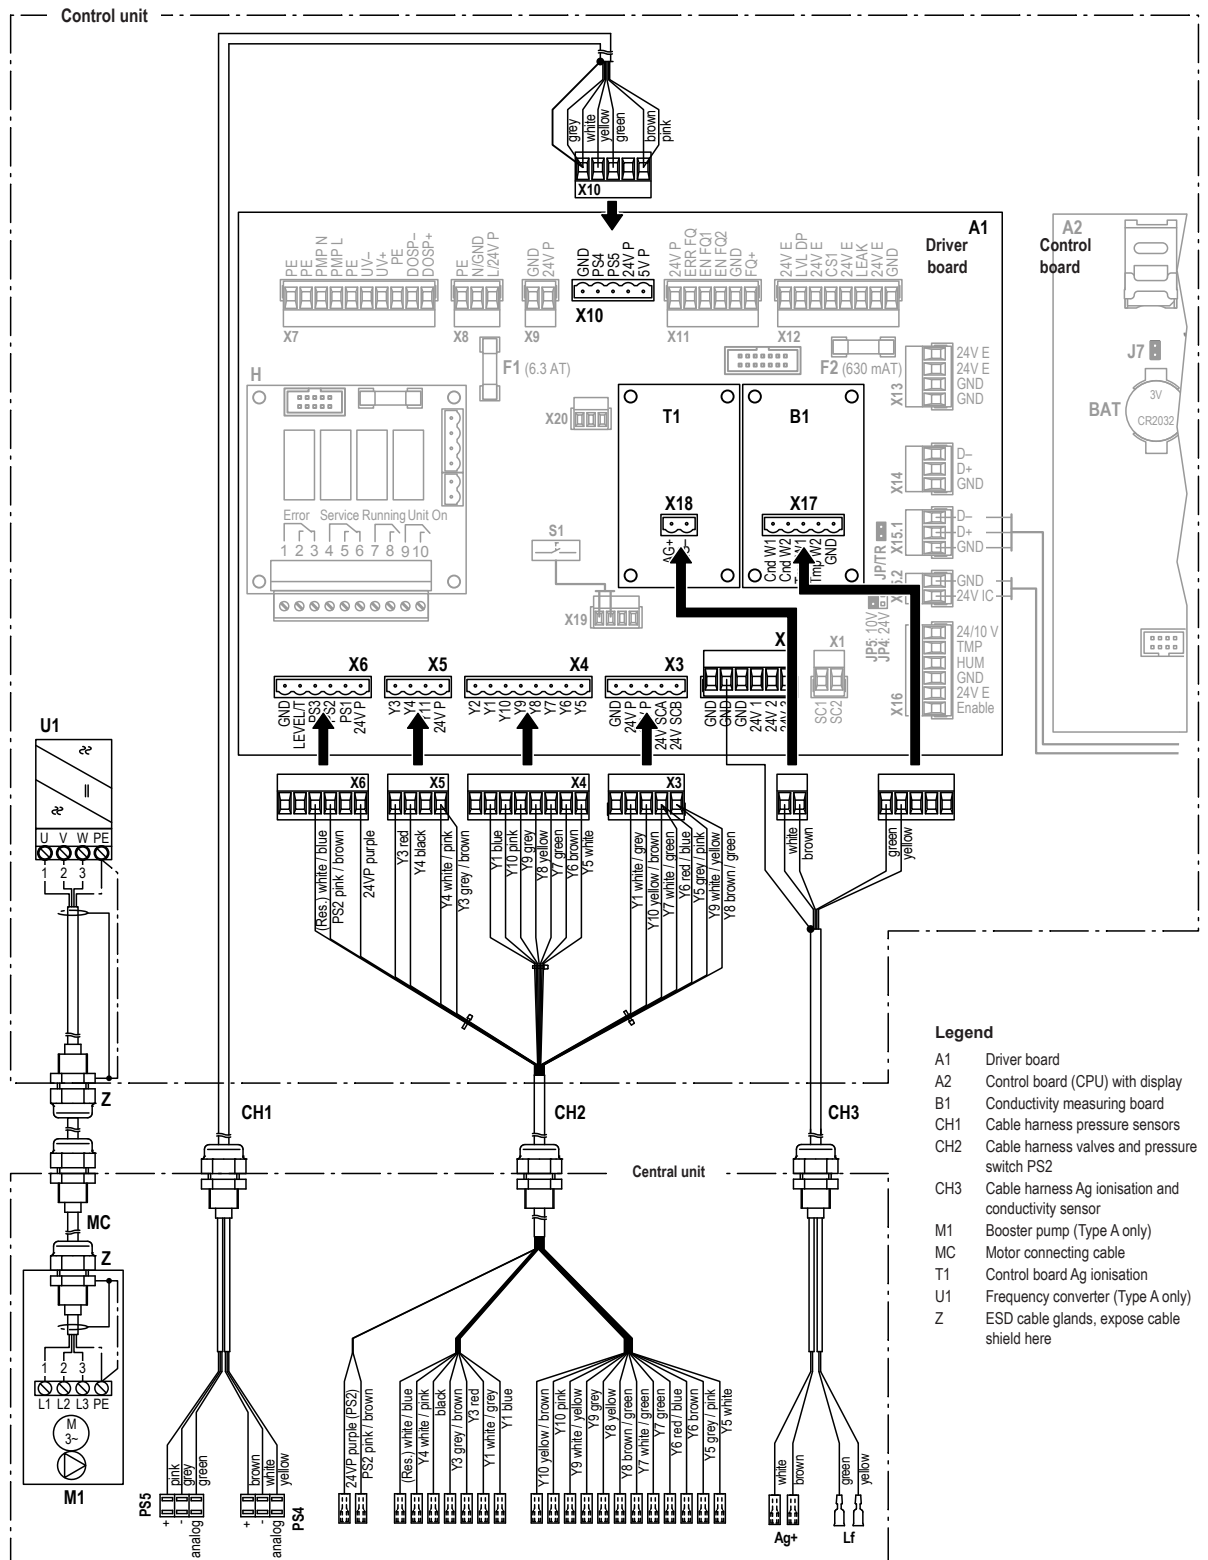 Control unit
grey
white
yellow
green
brown
pink
X10
A1
Driver
board
A2
Control
board
PE
PE
PMP N
PMP L
PE
UV–
UV+
PE
DOSP–
DOSP+
X7
PE
N/GND
L/24V P
X8
GND
24V P
X9
GND
PS4
PS5
24V P
5V P
X10
24V P
ERR FQ
EN FQ1
EN FQ2
GND
FQ+
X11
24V E
LVL DP
24V E
CS1
24V E
LEAK
24V E
GND
X12
F1 (6.3 AT)
F2 (630 mAT)
H
X20
T1
B1
X13
24V E
24V E
GND
GND
J7
BAT
3V
CR2032
X14
D–
D+
GND
X18
X17
AG+
Cnd W1
Cnd W2
Tmp W2
GND
Error
Service
Running
Unit On
1 2 3
4 5 6
7 8
9 10
S1
X19
JP/TR
X15.1
D–
D+
GND
GND
24V IC
JP5: 10V
JP4: 24V
X16
24/10 V
TMP
HUM
GND
24V E
Enable
X6
X5
X4
X3
X
X1
GND
LEVEL/T
PS3
PS2
PS1
24V P
Y3
Y4
Y11
24V P
Y2
Y1
Y10
Y9
Y8
Y7
Y6
Y5
GND
24V P
24V SCA
24V SCB
GND
GND
GND
24V 1
24V 2
SC1
SC2
U1
U V W PE
1 2 3
X6
X5
X4
X3
(Res.) white / blue
PS2 pink / brown
24VP purple
Y3 red
Y4 black
Y4 white / pink
Y3 grey / brown
Y1 blue
Y10 pink
Y9 grey
Y8 yellow
Y7 green
Y6 brown
Y5 white
Y1 white / grey
Y10 yellow / brown
Y7 white / green
Y6 red / blue
Y5 grey / pink
Y9 white / yellow
Y8 brown / green
white
brown
green
yellow
Z
CH1
CH2
CH3
Central unit
MC
Z
1 2 3
L1 L2 L3 PE
M
3~
M1
pink
grey
green
PS5
+
-
analog
brown
white
yellow
+
-
analog
PS4
24VP purple (PS2)
PS2 pink / brown
(Res.) white / blue
Y4 white / pink
black
Y3 grey / brown
Y3 red
Y1 white / grey
Y1 blue
Y10 yellow / brown
Y10 pink
Y9 white / yellow
Y9 grey
Y8 yellow
Y8 brown / green
Y7 white / green
Y7 green
Y6 red / blue
Y6 brown
Y5 grey / pink
Y5 white
white
brown
Ag+
green
yellow
Lf
Legend
A1 Driver board
A2 Control board (CPU) with display
B1 Conductivity measuring board
CH1 Cable harness pressure sensors
CH2 Cable harness valves and pressure
switch PS2
CH3 Cable harness Ag ionisation and
conductivity sensor
M1 Booster pump (Type A only)
MC Motor connecting cable
T1 Control board Ag ionisation
U1 Frequency converter (Type A only)
Z ESD cable glands, expose cable
shield here